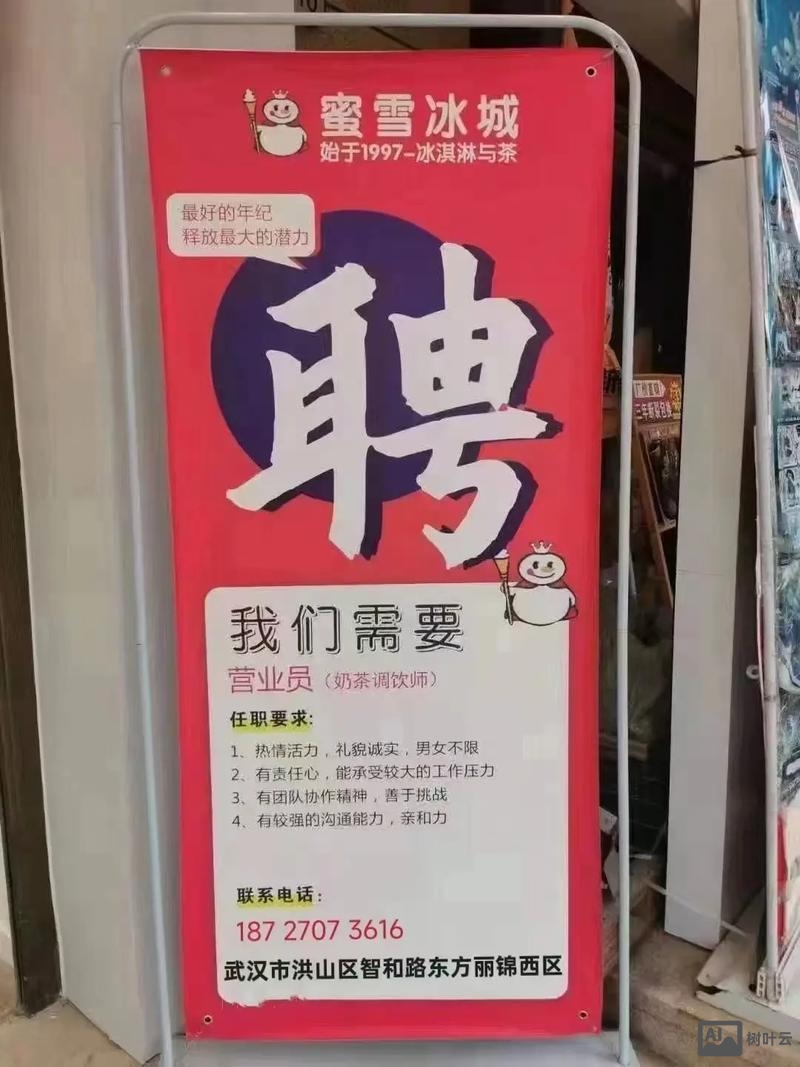 蜜雪冰城
始于1997-冰淇淋与茶
最好的年纪
释放最大的潜力
聘
我们需要
营业员（奶茶调饮师）
任职要求:
1、热情活力，礼貌诚实，男女不限
2、有责任心，能承受较大的工作压力
3、有团队协作精神，善于挑战
4、有较强的沟通能力，亲和力
联系电话：
187 2707 3616
武汉市洪山区智和路东方丽锦西区
树叶云